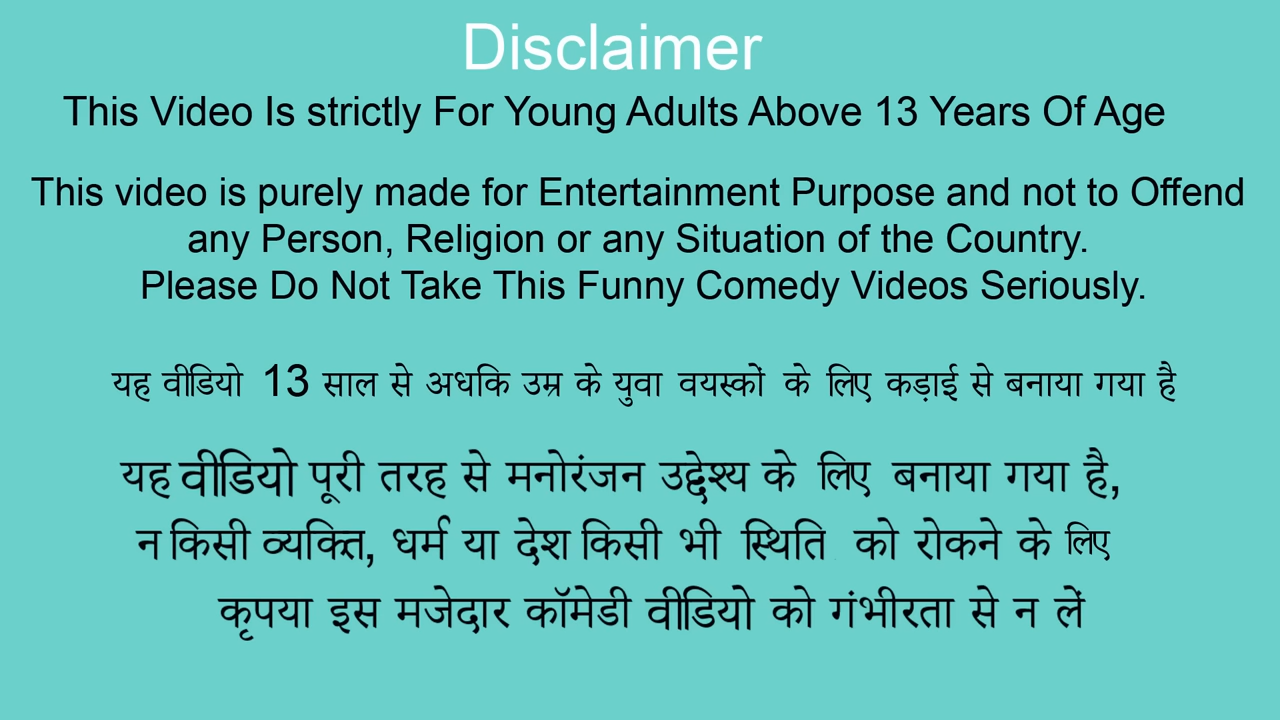 Disclaimer
This Video Is strictly For Young Adults Above 13 Years Of Age
This video is purely made for Entertainment Purpose and not to Offend
any Person, Religion or any Situation of the Country.
Please Do Not Take This Funny Comedy Videos Seriously.
यह वीडियो 13 साल से अधकि उम्र के युवा वयस्कों के लिए कड़ाई से बनाया गया है
यह वीडियो पूरी तरह से मनोरंजन उद्देश्य के लिए बनाया गया है,
न किसी व्यक्ति, धर्म या देश किसी भी स्थिति को रोकने के लिए
कृपया इस मजेदार कॉमेडी वीडियो को गंभीरता से न लें